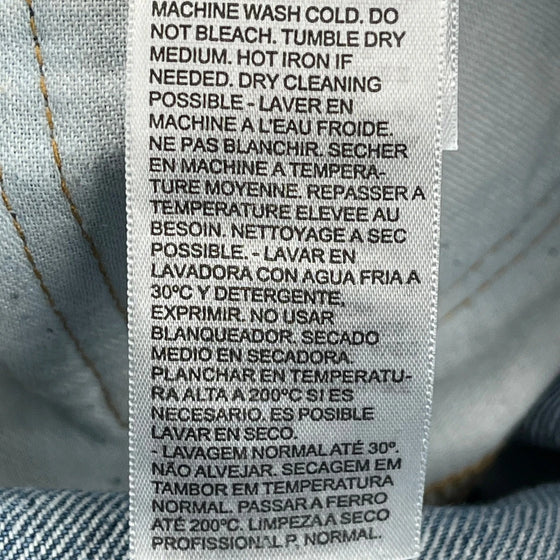 MACHINE WASH COLD. DO
NOT BLEACH. TUMBLE DRY
MEDIUM. HOT IRON IF
NEEDED. DRY CLEANING
POSSIBLE - LAVER EN
MACHINE A L'EAU FROIDE.
NE PAS BLANCHIR. SECHER
EN MACHINE A TEMPERA-
TURE MOYENNE. REPASSER A
TEMPERATURE ELEVEE AU
BESOIN. NETTOYAGE A SEC
POSSIBLE. - LAVAR EN
LAVADORA CON AGUA FRIA A
30ºC Y DETERGENTE.
EXPRIMIR. NO USAR
BLANQUEADOR. SECADO
MEDIO EN SECADORA.
PLANCHAR EN TEMPERATU-
RA ALTA A 200ºC SI ES
NECESARIO. ES POSIBLE
LAVAR EN SECO.
- LAVAGEM NORMAL ATÉ 30º.
NÃO ALVEJAR. SECAGEM EM
TAMBOR EM TEMPERATURA
NORMAL. PASSAR A FERRO
ATÉ 200ºC. LIMPEZA A SECO
PROFISSIONAL P, NORMAL.